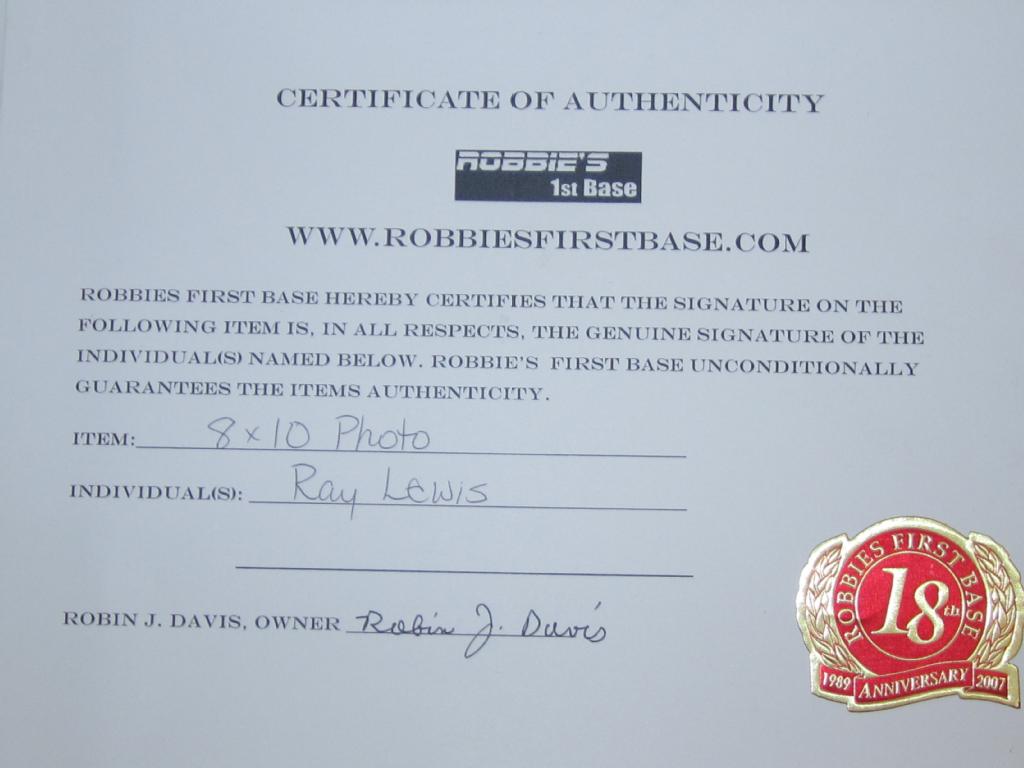 CERTIFICATE OF AUTHENTICITY
ROBBIE'S
1st Base
WWW.ROBBIESFIRSTBASE.COM
ROBBIES FIRST BASE HEREBY CERTIFIES THAT THE SIGNATURE ON THE
FOLLOWING ITEM IS, IN ALL RESPECTS, THE GENUINE SIGNATURE OF THE
INDIVIDUAL(S) NAMED BELOW. ROBBIE'S FIRST BASE UNCONDITIONALLY
GUARANTEES THE ITEMS AUTHENTICITY.
ITEM: 8x10 Photo
INDIVIDUAL(S): Ray Lewis
ROBIN J. DAVIS, OWNER Robin J. Davis
ROBBIES FIRST BASE
18th
1989 ANNIVERSARY 2007